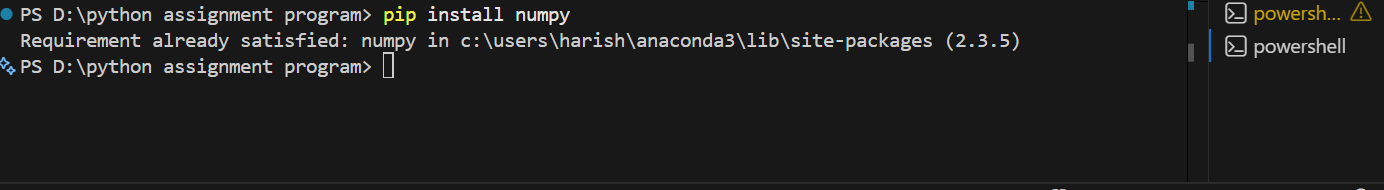 PS D:\python assignment program> pip install numpy
Requirement already satisfied: numpy in c:\users\harish\anaconda3\lib\site-packages (2.3.5)
PS D:\python assignment program>
powersh...
powershell